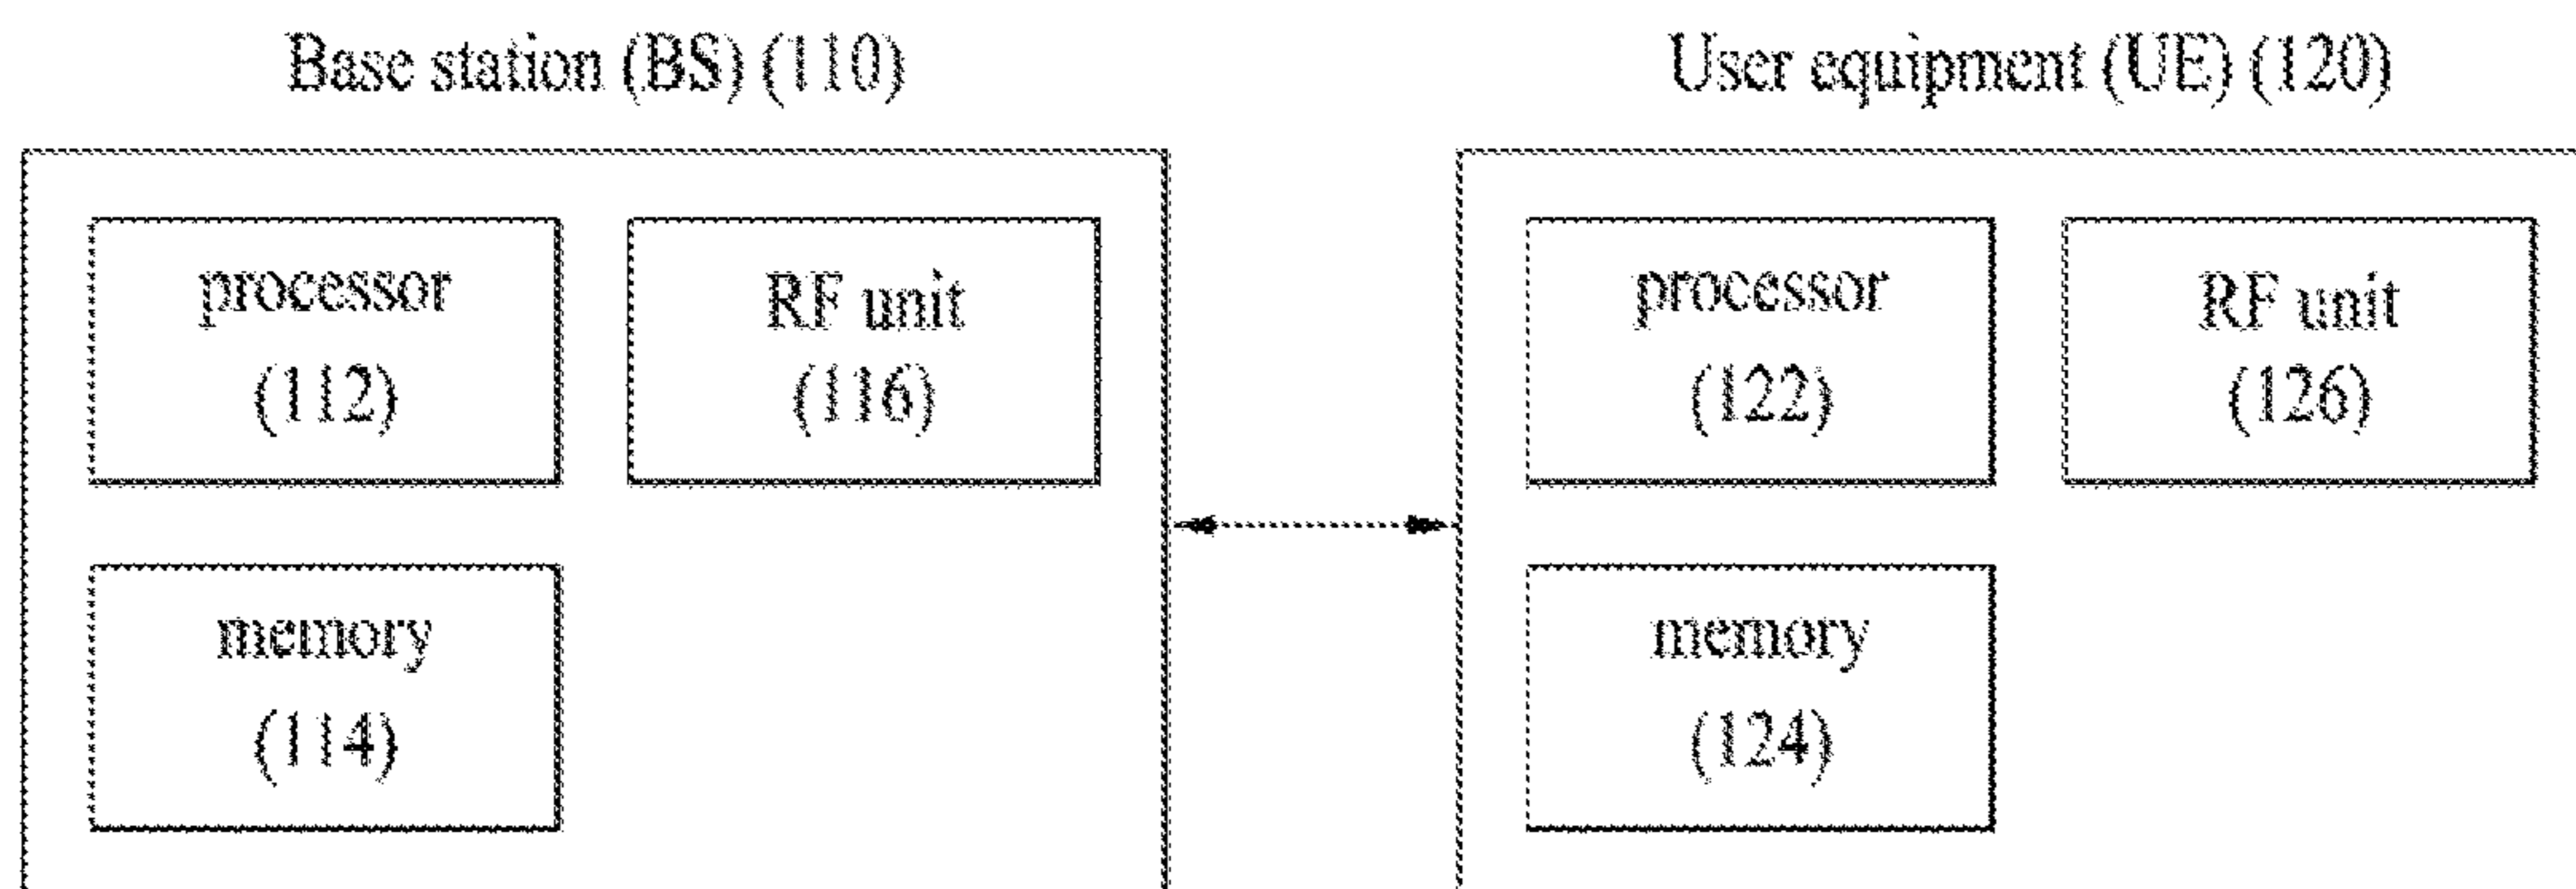 Base station (BS) (110)
User equipment (UE) (120)
processor
(112)
RF unit
(116)
processor
(122)
RF unit
(126)
memory
(114)
memory
(124)